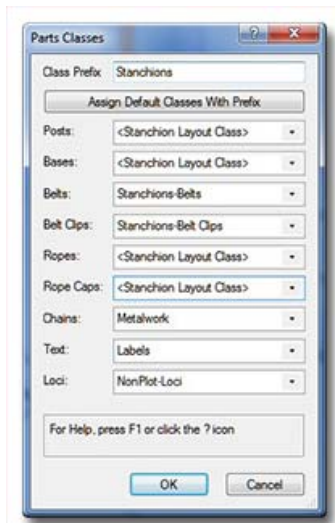 Parts Classes
Class Prefix Stanchions
Assign Default Classes With Prefix
Posts: <Stanchion Layout Class>
Bases: <Stanchion Layout Class>
Belts: Stanchions-Belts
Belt Clips: Stanchions-Belt Clips
Ropes: <Stanchion Layout Class>
Rope Caps: <Stanchion Layout Class>
Chains: Metalwork
Text: Labels
Loci: NonPlot-Loci
For Help, press F1 or click the ? icon
OK Cancel